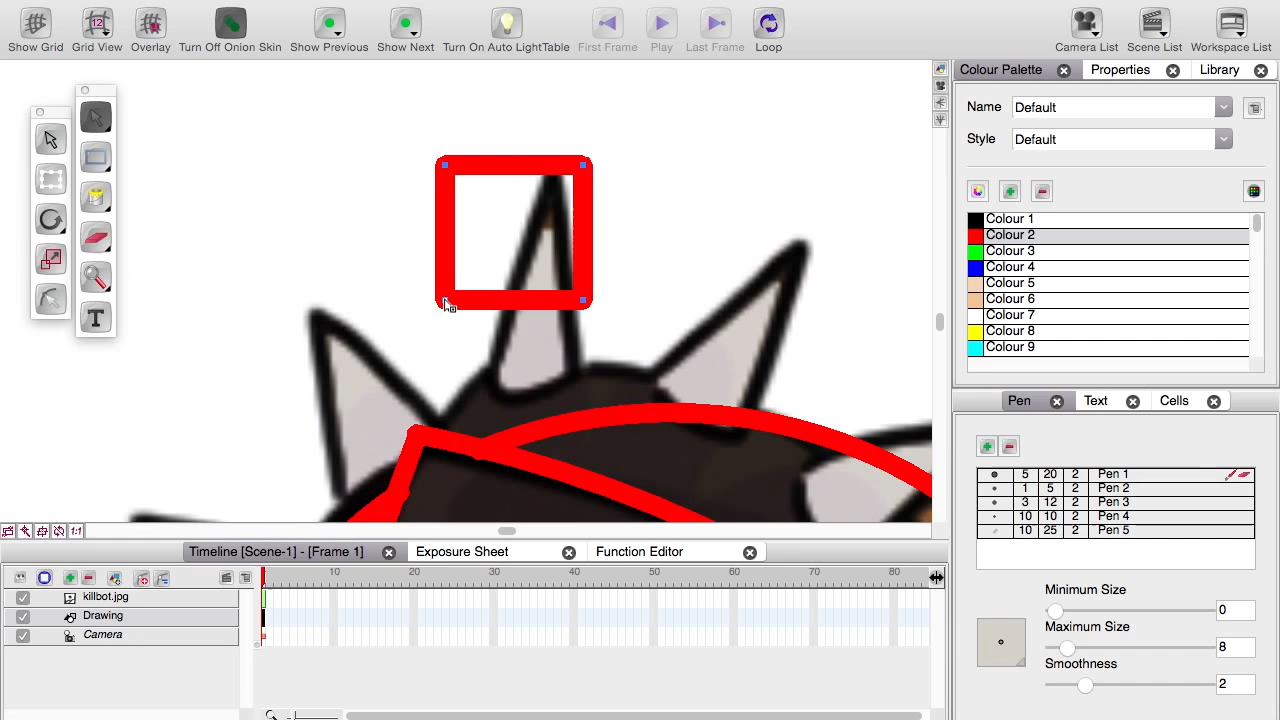 Show Grid Grid View Overlay Turn Off Onion Skin Show Previous Show Next Turn On Auto LightTable First Frame Play Last Frame Loop Camera List Scene List Workspace List
12
T
Colour Palette Properties Library
Name Default
Style Default
Colour 1
Colour 2
Colour 3
Colour 4
Colour 5
Colour 6
Colour 7
Colour 8
Colour 9
Pen Text Cells
5 20 2 Pen 1
1 5 2 Pen 2
3 12 2 Pen 3
10 10 2 Pen 4
10 25 2 Pen 5
Minimum Size
0
Maximum Size
8
Smoothness
2
1:1
Timeline [Scene-1] - [Frame 1] Exposure Sheet Function Editor
10 20 30 40 50 60 70 80
killbot.jpg
Drawing
Camera